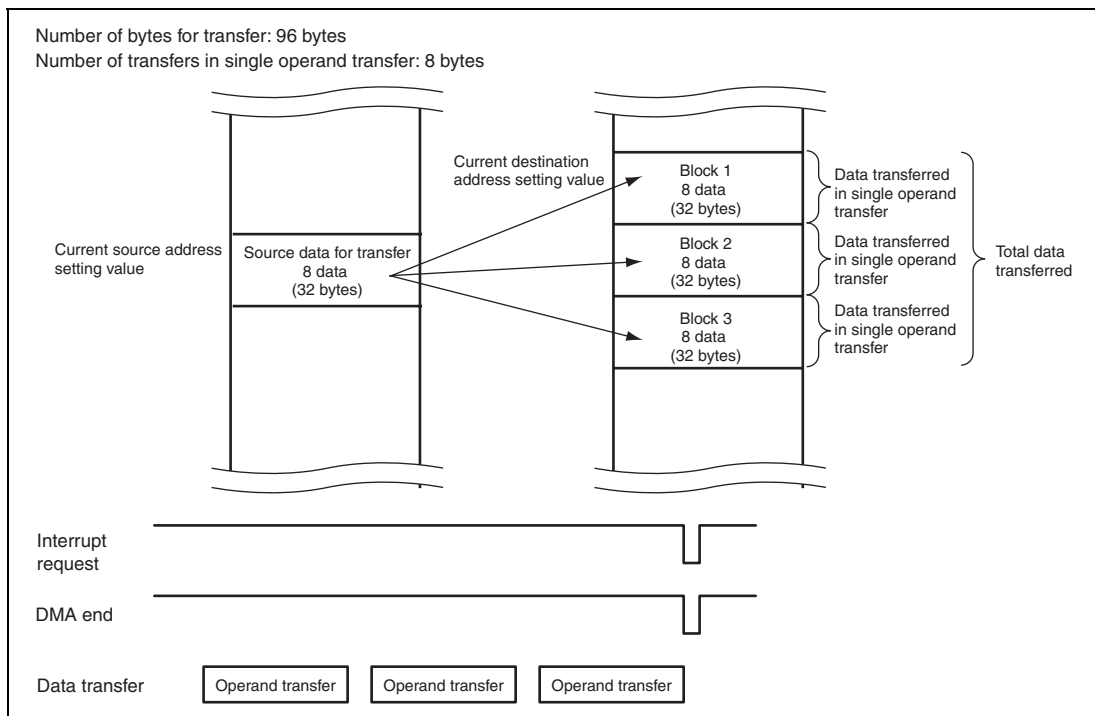 Number of bytes for transfer: 96 bytes
Number of transfers in single operand transfer: 8 bytes
Current source address
setting value
Source data for transfer
8 data
(32 bytes)
Current destination
address setting value
Block 1
8 data
(32 bytes)
Block 2
8 data
(32 bytes)
Block 3
8 data
(32 bytes)
Data transferred
in single operand
transfer
Data transferred
in single operand
transfer
Data transferred
in single operand
transfer
Total data
transferred
Interrupt
request
DMA end
Data transfer
Operand transfer
Operand transfer
Operand transfer